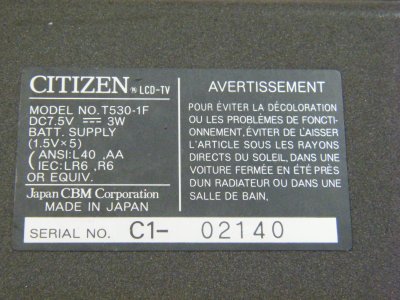 CITIZEN ® LCD-TV
MODEL NO. T530-1F
DC7.5V ⎓ 3W
BATT. SUPPLY
(1.5V×5)
(ANSI:L40 ,AA
IEC:LR6 ,R6)
OR EQUIV.
Japan CBM Corporation
MADE IN JAPAN
AVERTISSEMENT
POUR ÉVITER LA DÉCOLORATION
OU LES PROBLÈMES DE FONCTI-
ONNEMENT,ÉVITER DE L'AISSER
L'ARTICLE SOUS LES RAYONS
DIRECTS DU SOLEIL, DANS UNE
VOITURE FERMÉE EN ÉTÉ PRÈS
D'UN RADIATEUR OU DANS UNE
SALLE DE BAIN.
SERIAL NO. C1- 02140